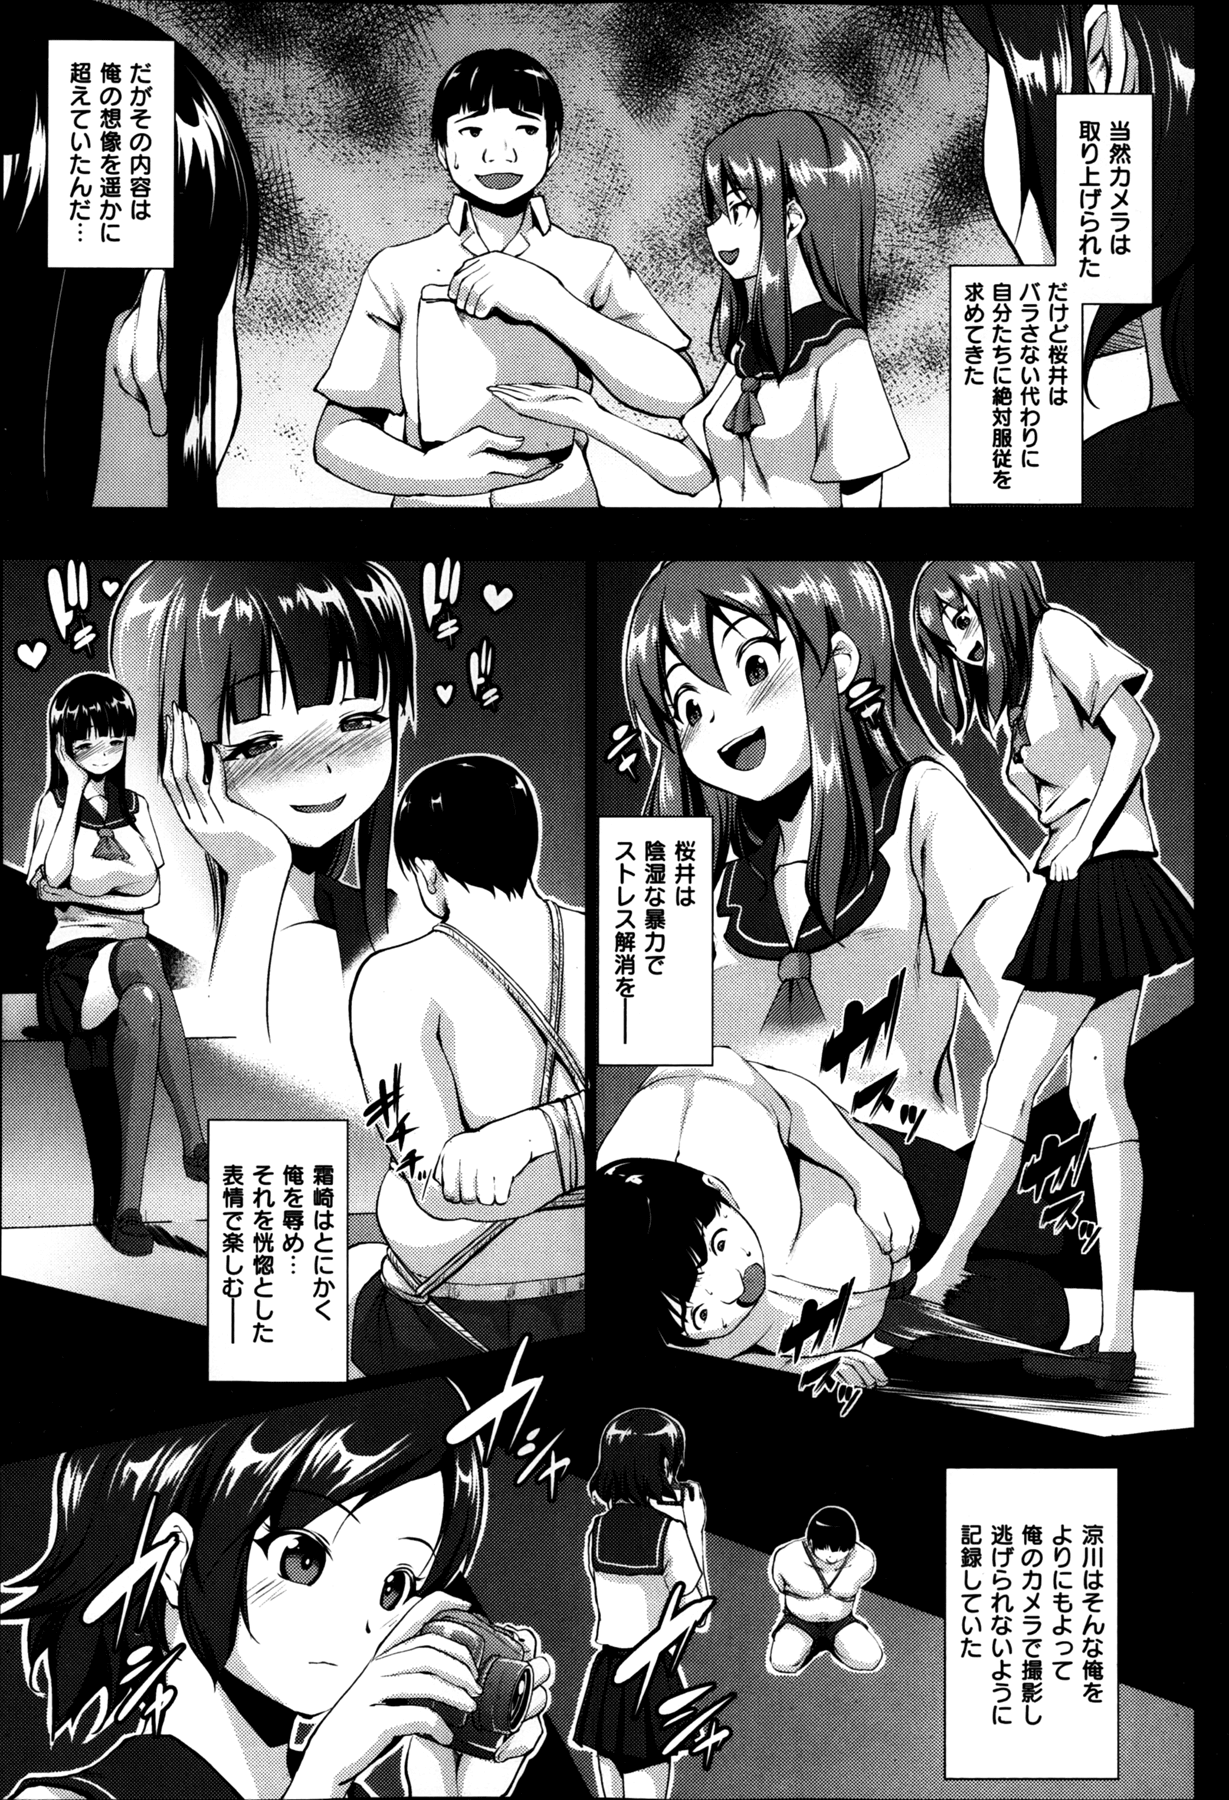 当然カメラは
取り上げられた
だけど桜井は
バラさない代わりに
自分たちに絶対服従を
求めてきた
だがその内容は
俺の想像を遥かに
超えていたんだ…
桜井は
陰湿な暴力で
ストレス解消を――
霜崎はとにかく
俺を辱め…
それを恍惚とした
表情で楽しむ――
ギチ
ギチッ
涼川はそんな俺を
よりにもよって
俺のカメラで撮影し
逃げられないように
記録していた
カシャ
カシャ